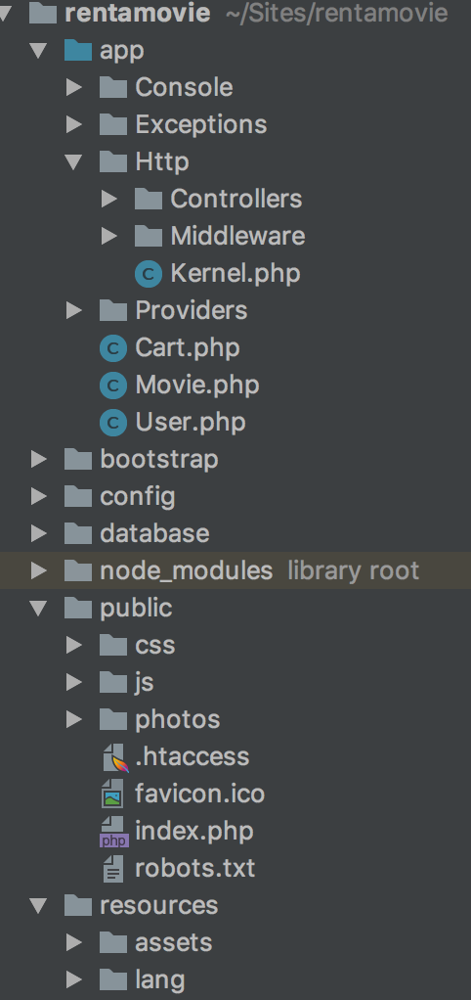 rentamovie ~/Sites/rentamovie
app
Console
Exceptions
Http
Controllers
Middleware
C Kernel.php
Providers
C Cart.php
C Movie.php
C User.php
bootstrap
config
database
node_modules library root
public
css
js
photos
.htaccess
favicon.ico
php index.php
robots.txt
resources
assets
lang